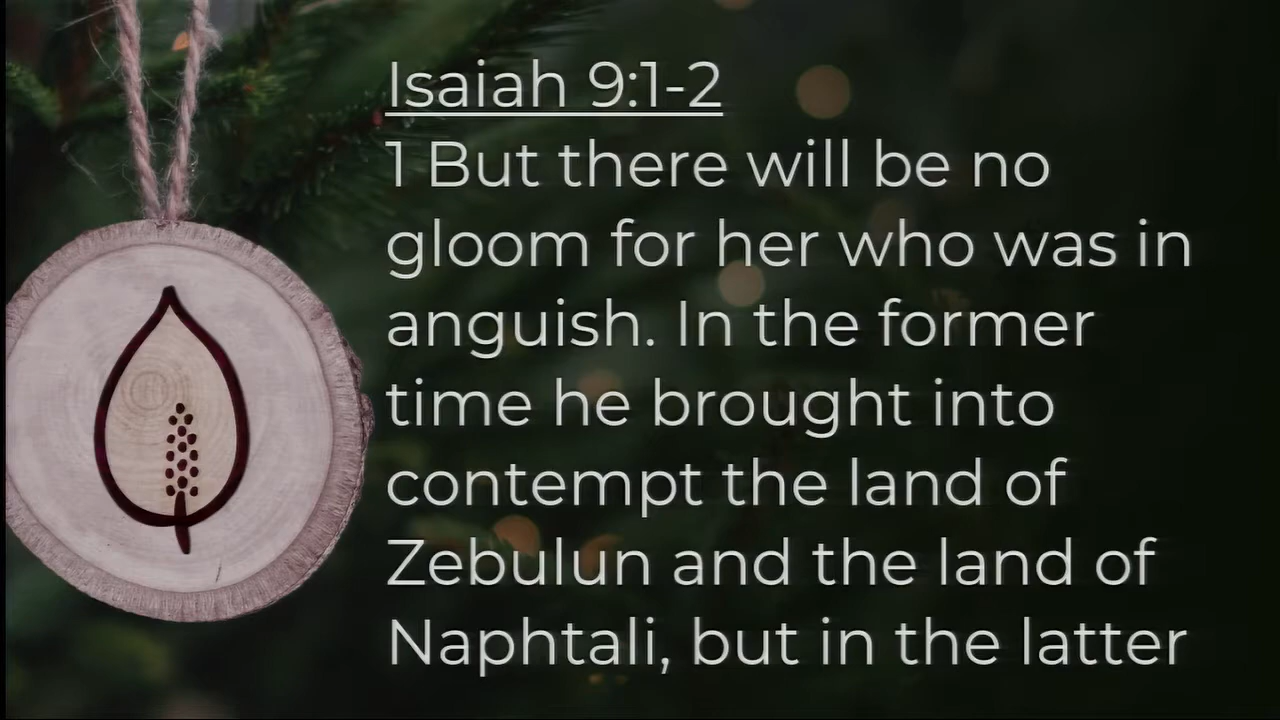 Isaiah 9:1-2
1 But there will be no
gloom for her who was in
anguish. In the former
time he brought into
contempt the land of
Zebulun and the land of
Naphtali, but in the latter